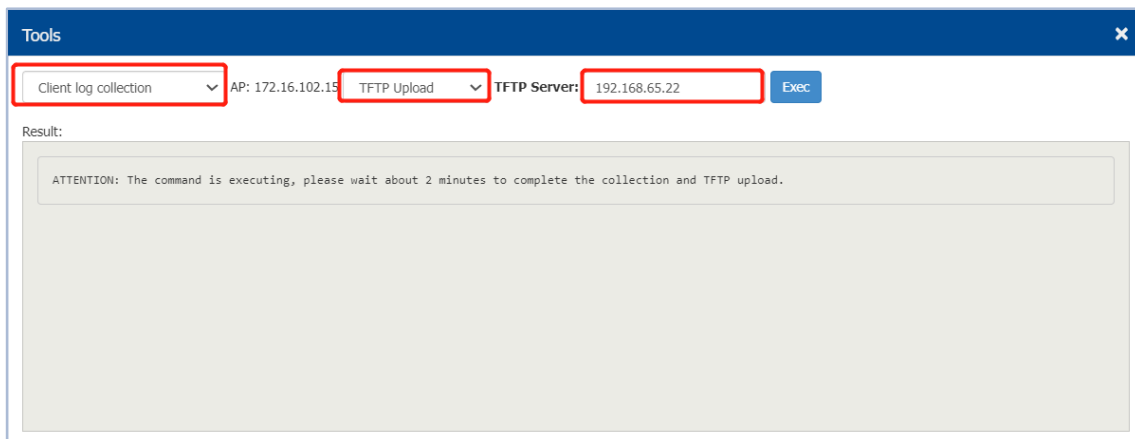 Tools
Client log collection AP: 172.16.102.15 TFTP Upload TFTP Server: 192.168.65.22 Exec
Result:
ATTENTION: The command is executing, please wait about 2 minutes to complete the collection and TFTP upload.